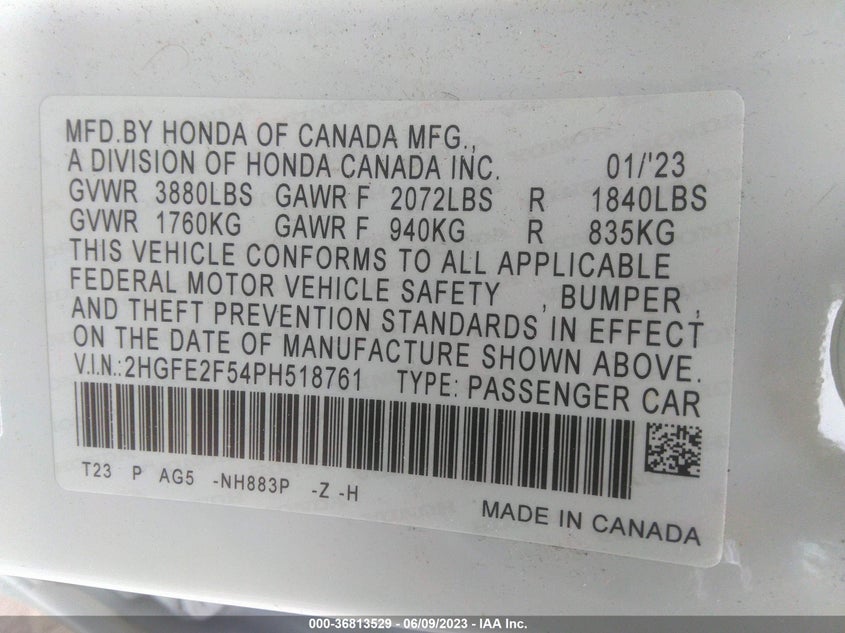 MFD.BY HONDA OF CANADA MFG.,
A DIVISION OF HONDA CANADA INC. 01/'23
GVWR 3880LBS GAWR F 2072LBS R 1840LBS
GVWR 1760KG GAWR F 940KG R 835KG
THIS VEHICLE CONFORMS TO ALL APPLICABLE
FEDERAL MOTOR VEHICLE SAFETY , BUMPER ,
AND THEFT PREVENTION STANDARDS IN EFFECT
ON THE DATE OF MANUFACTURE SHOWN ABOVE.
V.I.N.:2HGFE2F54PH518761 TYPE: PASSENGER CAR
T23 P AG5 -NH883P -Z -H
MADE IN CANADA
000-36813529 - 06/09/2023 - IAA Inc.